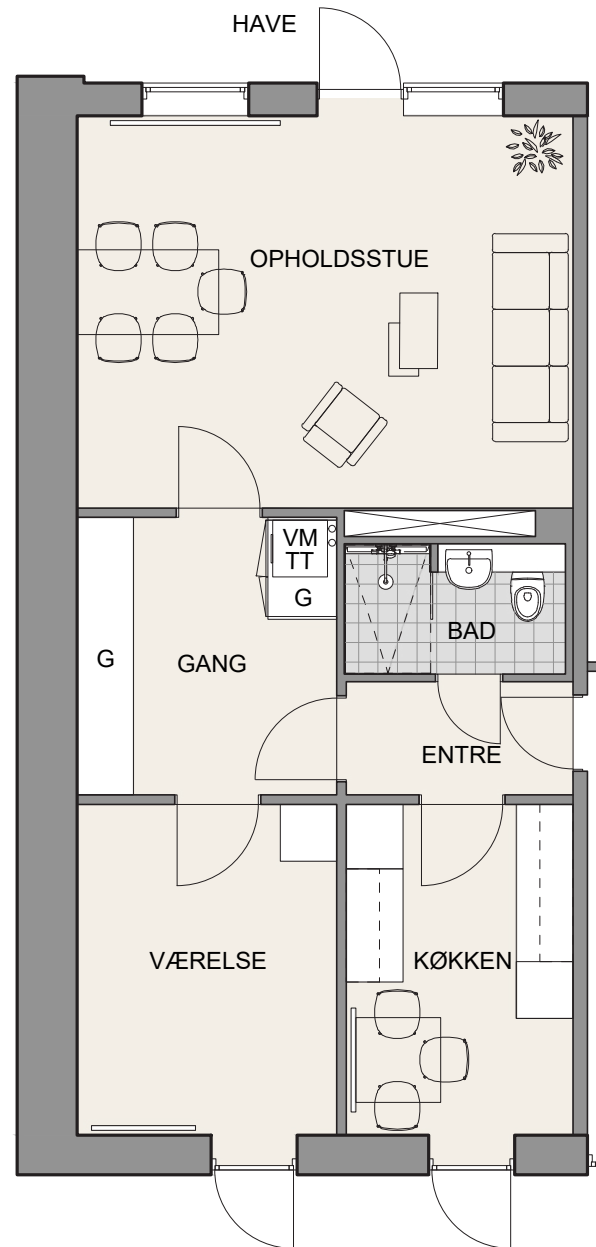 HAVE
OPHOLDSSTUE
VM
TT
G
G
GANG
BAD
ENTRE
VÆRELSE
KØKKEN